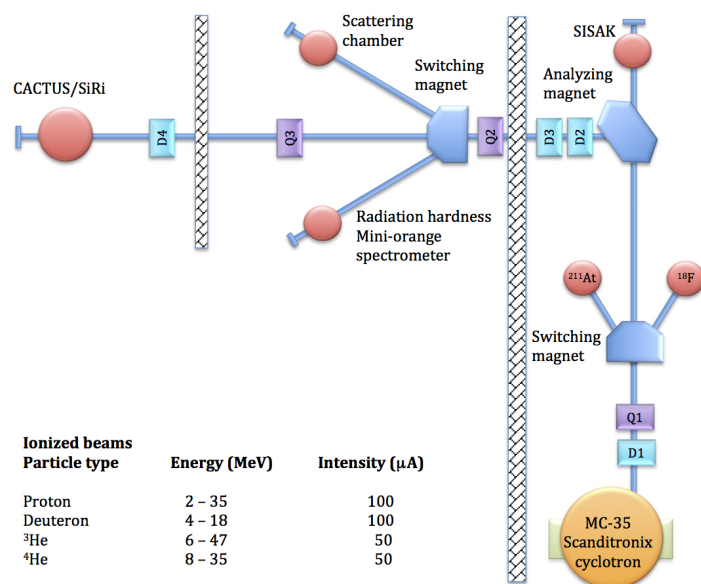 Scattering
chamber
SISAK
Switching
magnet
Analyzing
magnet
CACTUS/SiRi
D4
Q3
Q2
D3
D2
Radiation hardness
Mini-orange
spectrometer
²¹¹At
¹⁸F
Switching
magnet
Q1
D1
Ionized beams
Particle type Energy (MeV) Intensity (μA)
Proton 2 – 35 100
Deuteron 4 – 18 100
³He 6 – 47 50
⁴He 8 – 35 50
MC-35
Scanditronix
cyclotron